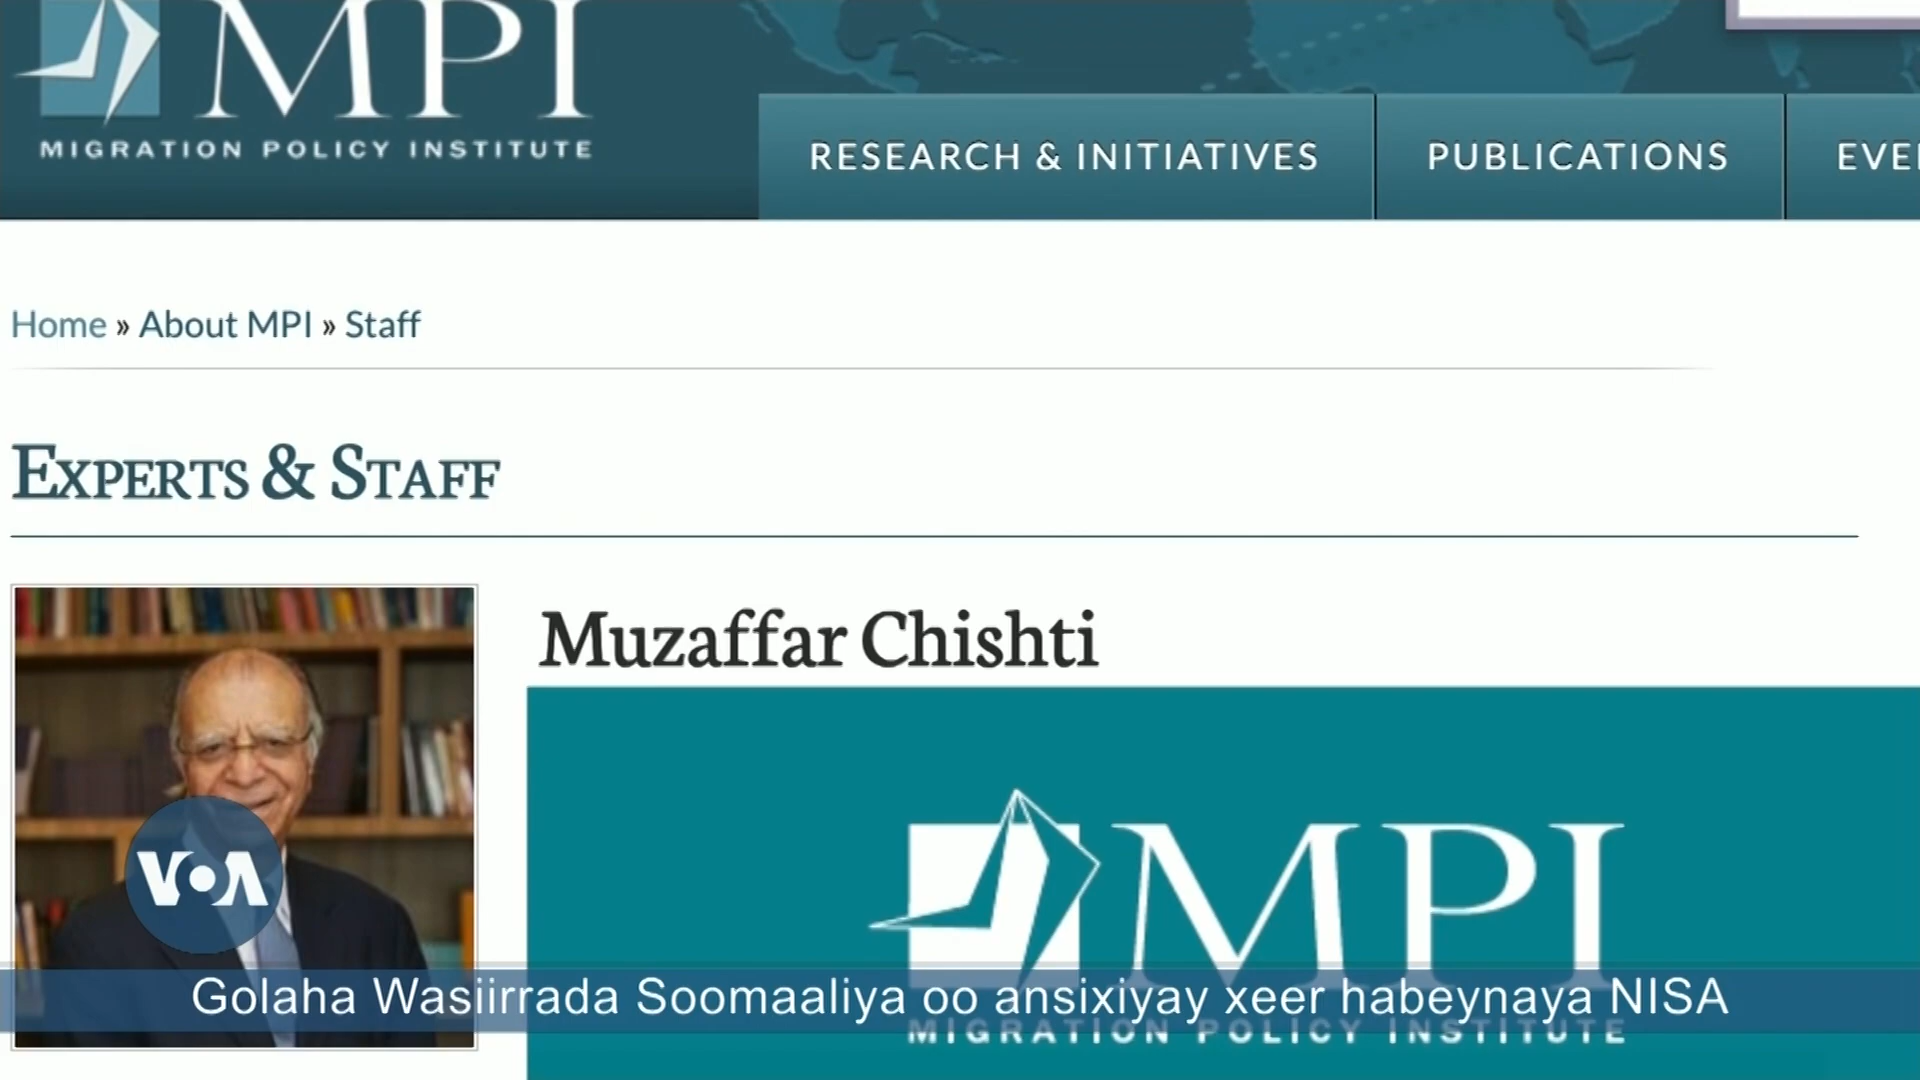 MPI
MIGRATION POLICY INSTITUTE
RESEARCH & INITIATIVES
PUBLICATIONS
Home » About MPI » Staff
EXPERTS & STAFF
Muzaffar Chishti
MPI
VOA
Golaha Wasiirrada Soomaaliya oo ansixiyay xeer habeynaya NISA
MIGRATION POLICY INSTITUTE